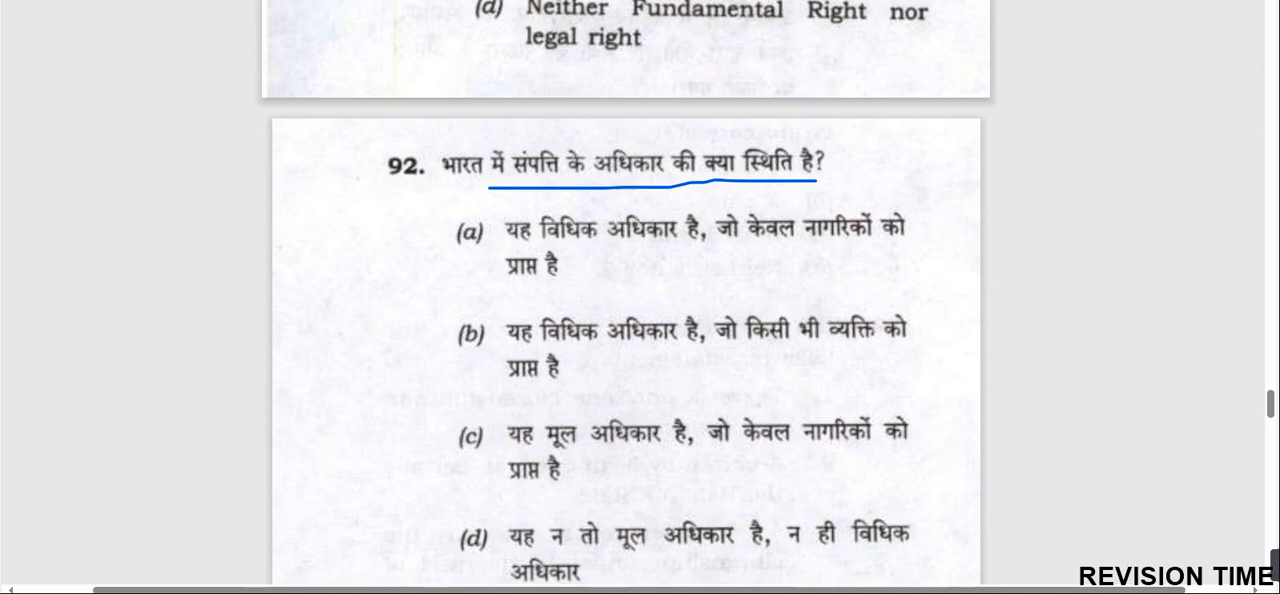 (d) Neither Fundamental Right nor
legal right
92. भारत में संपत्ति के अधिकार की क्या स्थिति है?
(a) यह विधिक अधिकार है, जो केवल नागरिकों को
प्राप्त है
(b) यह विधिक अधिकार है, जो किसी भी व्यक्ति को
प्राप्त है
(c) यह मूल अधिकार है, जो केवल नागरिकों को
प्राप्त है
(d) यह न तो मूल अधिकार है, न ही विधिक
अधिकार
REVISION TIME